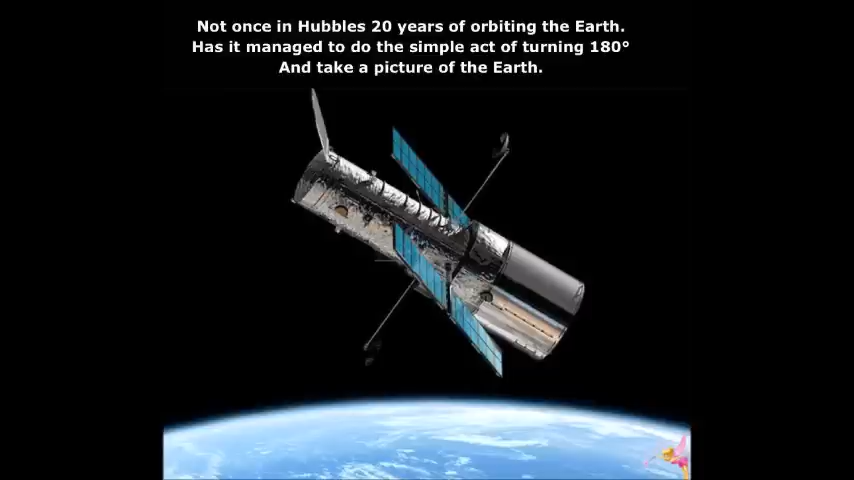 Not once in Hubbles 20 years of orbiting the Earth.
Has it managed to do the simple act of turning 180°
And take a picture of the Earth.